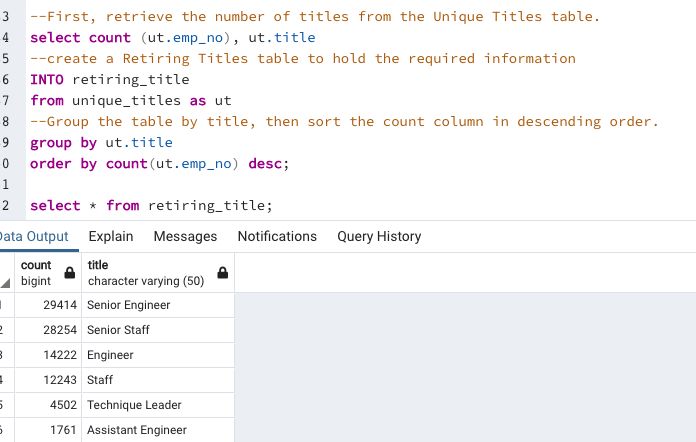 3 --First, retrieve the number of titles from the Unique Titles table.
4 select count (ut.emp_no), ut.title
5 --create a Retiring Titles table to hold the required information
6 INTO retiring_title
7 from unique_titles as ut
8 --Group the table by title, then sort the count column in descending order.
9 group by ut.title
0 order by count(ut.emp_no) desc;
1
2 select * from retiring_title;
Data Output Explain Messages Notifications Query History
count title
bigint character varying (50)
1 29414 Senior Engineer
2 28254 Senior Staff
3 14222 Engineer
4 12243 Staff
5 4502 Technique Leader
6 1761 Assistant Engineer